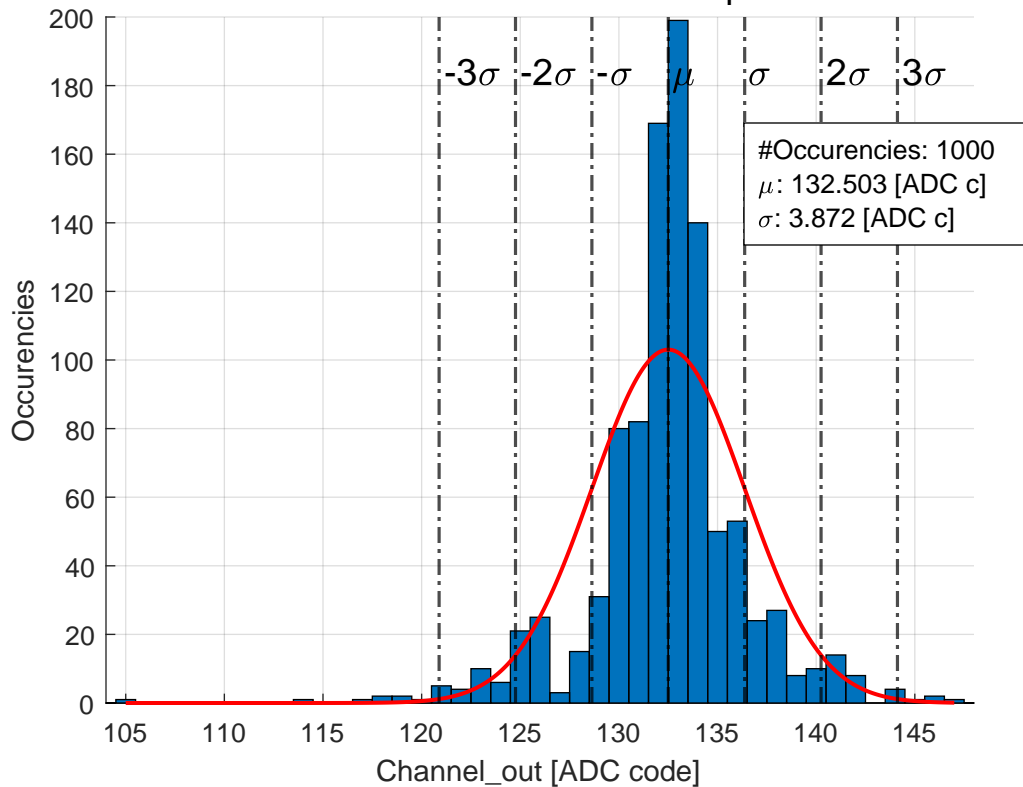 200
180
160
140
120
100
80
60
40
20
0
Occurencies
-3σ
-2σ
-σ
μ
σ
2σ
3σ
#Occurencies: 1000
μ: 132.503 [ADC c]
σ: 3.872 [ADC c]
105 110 115 120 125 130 135 140 145
Channel_out [ADC code]